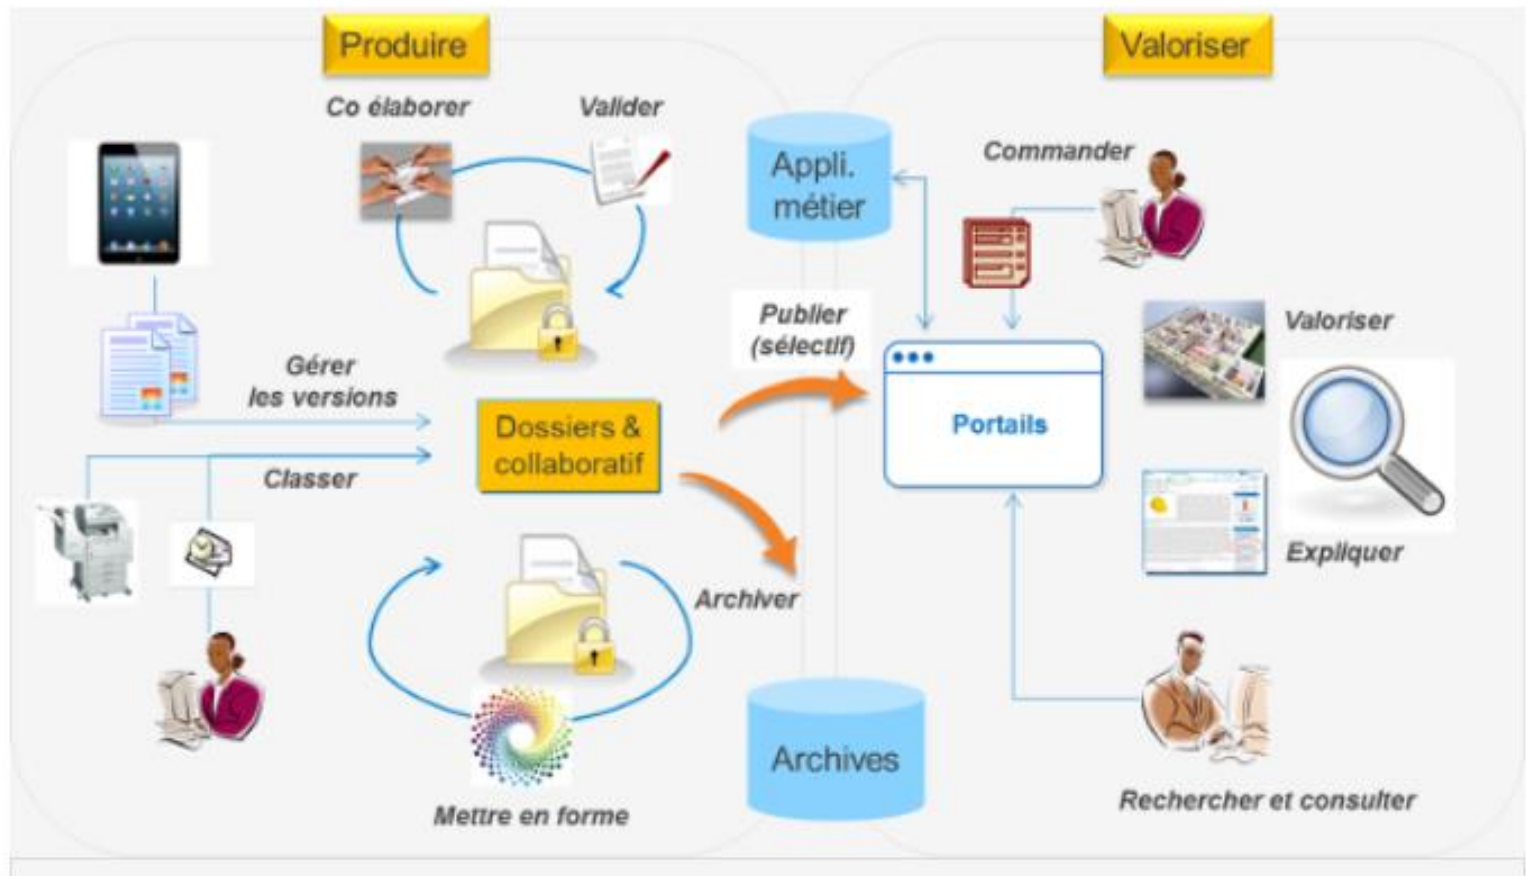 Produire
Valoriser
Co élaborer
Valider
Appli.
métier
Commander
Publier
(sélectif)
Valoriser
Gérer
les versions
Dossiers &
collaboratif
Portails
Classer
Expliquer
Archiver
Archives
Mettre en forme
Rechercher et consulter